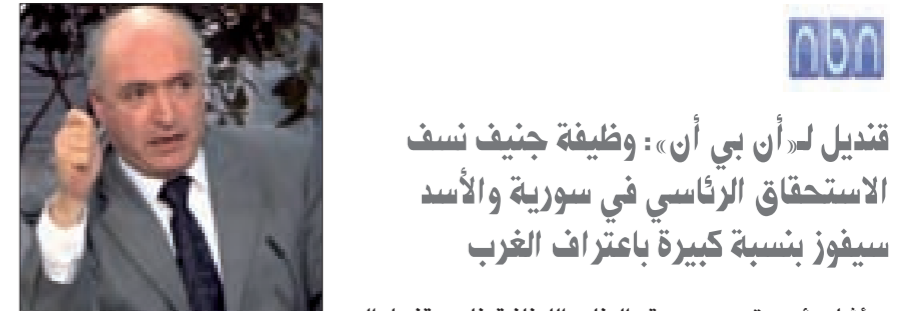 nbn
قنديل لـ«أن بي أن»: وظيفة جنيف نسف
الاستحقاق الرئاسي في سورية والأسد
سيفوز بنسبة كبيرة باعتراف الغرب